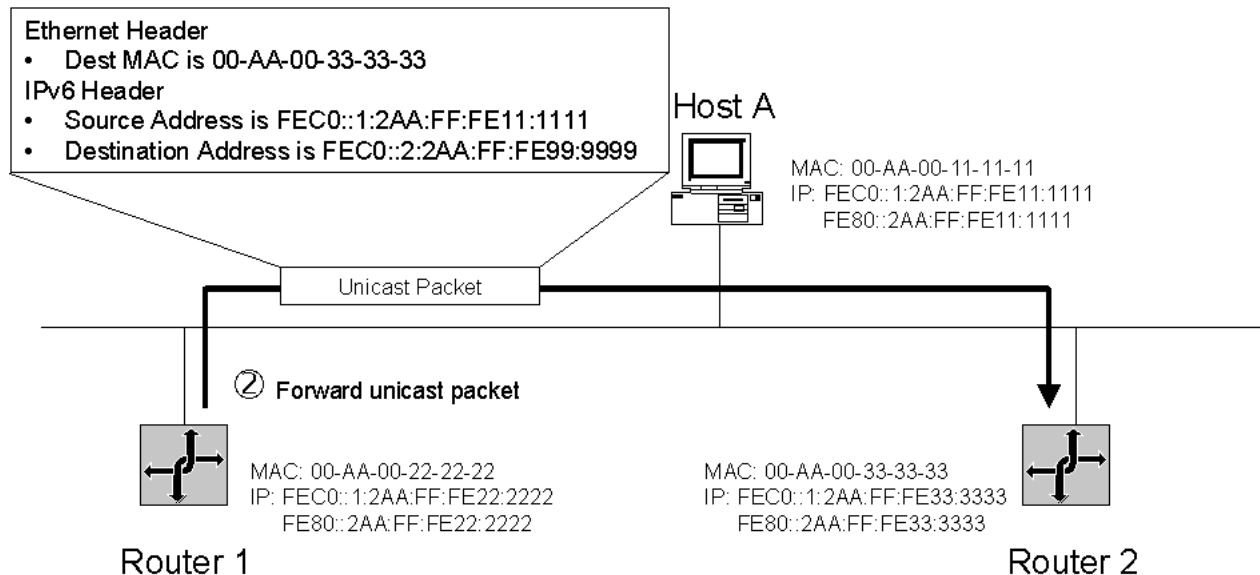 Ethernet Header
• Dest MAC is 00-AA-00-33-33-33
IPv6 Header
• Source Address is FEC0::1:2AA:FF:FE11:1111
• Destination Address is FEC0::2:2AA:FF:FE99:9999
Host A
MAC: 00-AA-00-11-11-11
IP: FEC0::1:2AA:FF:FE11:1111
FE80::2AA:FF:FE11:1111
Unicast Packet
② Forward unicast packet
MAC: 00-AA-00-22-22-22
IP: FEC0::1:2AA:FF:FE22:2222
FE80::2AA:FF:FE22:2222
Router 1
MAC: 00-AA-00-33-33-33
IP: FEC0::1:2AA:FF:FE33:3333
FE80::2AA:FF:FE33:3333
Router 2